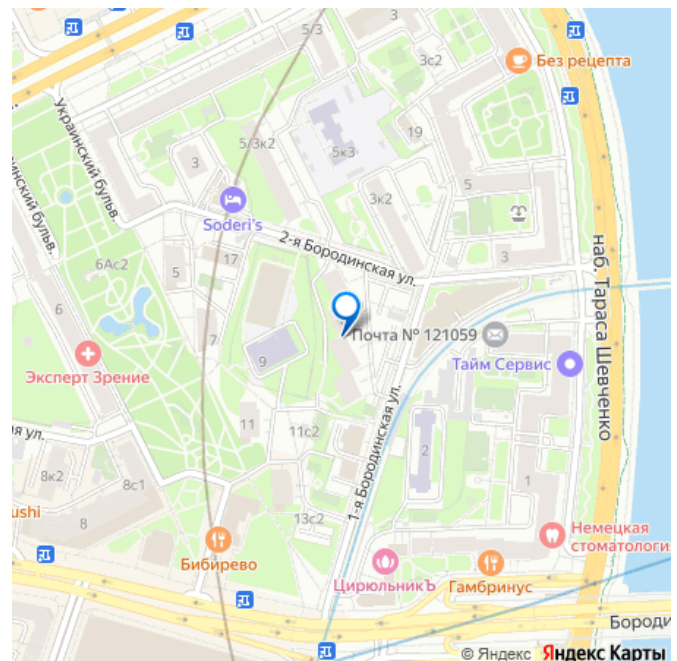 3
5/3
3с2
Без рецепта
Украинский бульв.
инский бульв.
5/3к2
19
5к3
3
3к2
5
Soderi's
2-я Бородинская ул.
17
5
3
6Ас2
6
7
наб. Тараса Шевченко
Почта № 121059
Тайм Сервис
9
Эксперт Зрение
11
11с2
1-я Бородинская ул.
2
я ул.
8к2
8с1
1
ushi
8
13с2
Немецкая
стоматология
Бибирево
ЦирюльникЪ
Гамбринус
Бороди
© Яндекс Яндекс Карты